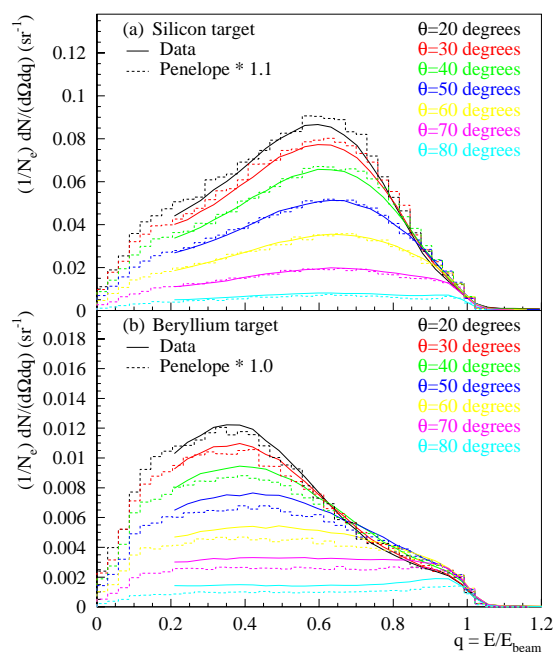 (a) Silicon target
Data
Penelope * 1.1
θ=20 degrees
θ=30 degrees
θ=40 degrees
θ=50 degrees
θ=60 degrees
θ=70 degrees
θ=80 degrees
(1/Nₑ) dN/(dΩdq) (sr⁻¹)
0.12
0.1
0.08
0.06
0.04
0.02
0
(b) Beryllium target
Data
Penelope * 1.0
θ=20 degrees
θ=30 degrees
θ=40 degrees
θ=50 degrees
θ=60 degrees
θ=70 degrees
θ=80 degrees
(1/Nₑ) dN/(dΩdq) (sr⁻¹)
0.018
0.016
0.014
0.012
0.01
0.008
0.006
0.004
0.002
0
0 0.2 0.4 0.6 0.8 1 1.2
q = E/E_beam